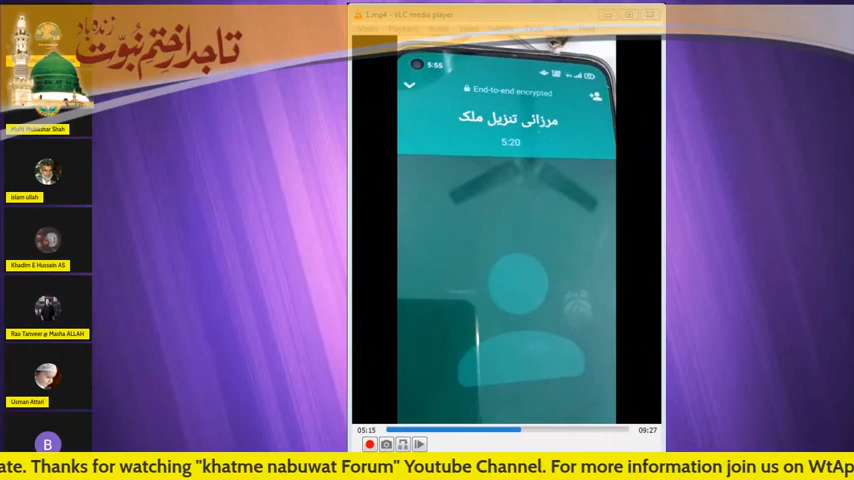 تاجدارِ ختمِ نبوّت
زندہ باد
Mufti Mubashar Shah
Islam ullah
Khadim E Hussain AS
Rao Tanveer @ Masha ALLAH
Usman Attari
B
1.mp4 - VLC media player
5:55
End-to-end encrypted
مرزائی تنزیل ملک
5:20
05:15
09:27
ate. Thanks for watching "khatme nabuwat Forum" Youtube Channel. For more information join us on WtAp